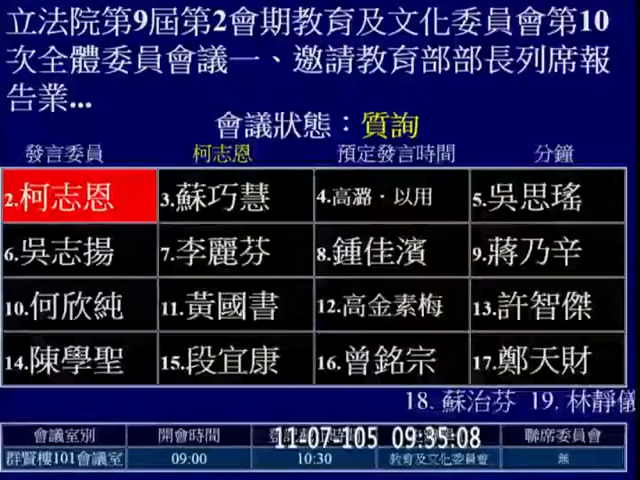 立法院第9屆第2會期教育及文化委員會第10
次全體委員會議一、邀請教育部部長列席報
告業...
會議狀態：質詢
發言委員 柯志恩 預定發言時間 分鐘
2.柯志恩 3.蘇巧慧 4.高潞．以用 5.吳思瑤
6.吳志揚 7.李麗芬 8.鍾佳濱 9.蔣乃辛
10.何欣純 11.黃國書 12.高金素梅 13.許智傑
14.陳學聖 15.段宜康 16.曾銘宗 17.鄭天財
18. 蘇治芬 19. 林靜儀
會議室別 開會時間 聯席委員會
11-07-105 09:35:08
群賢樓101會議室 09:00 10:30 教育及文化委員會 無